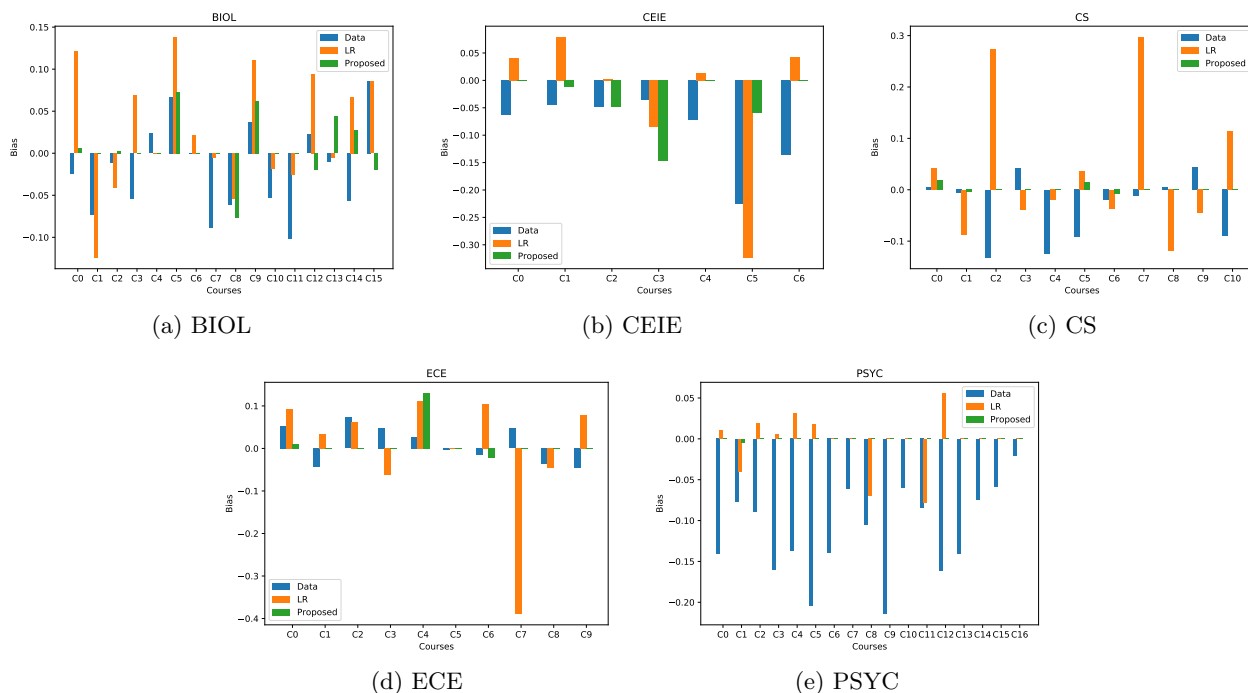 BIOL
0.15
0.10
0.05
0.00
−0.05
−0.10
Bias
Data
LR
Proposed
C0 C1 C2 C3 C4 C5 C6 C7 C8 C9 C10 C11 C12 C13 C14 C15
Courses
(a) BIOL
CEIE
0.05
0.00
−0.05
−0.10
−0.15
−0.20
−0.25
−0.30
Bias
Data
LR
Proposed
C0 C1 C2 C3 C4 C5 C6
Courses
(b) CEIE
CS
0.3
0.2
0.1
0.0
−0.1
Bias
Data
LR
Proposed
C0 C1 C2 C3 C4 C5 C6 C7 C8 C9 C10
Courses
(c) CS
ECE
0.1
0.0
−0.1
−0.2
−0.3
−0.4
Bias
Data
LR
Proposed
C0 C1 C2 C3 C4 C5 C6 C7 C8 C9
Courses
(d) ECE
PSYC
0.05
0.00
−0.05
−0.10
−0.15
−0.20
Bias
Data
LR
Proposed
C0 C1 C2 C3 C4 C5 C6 C7 C8 C9 C10 C11 C12 C13 C14 C15 C16
Courses
(e) PSYC